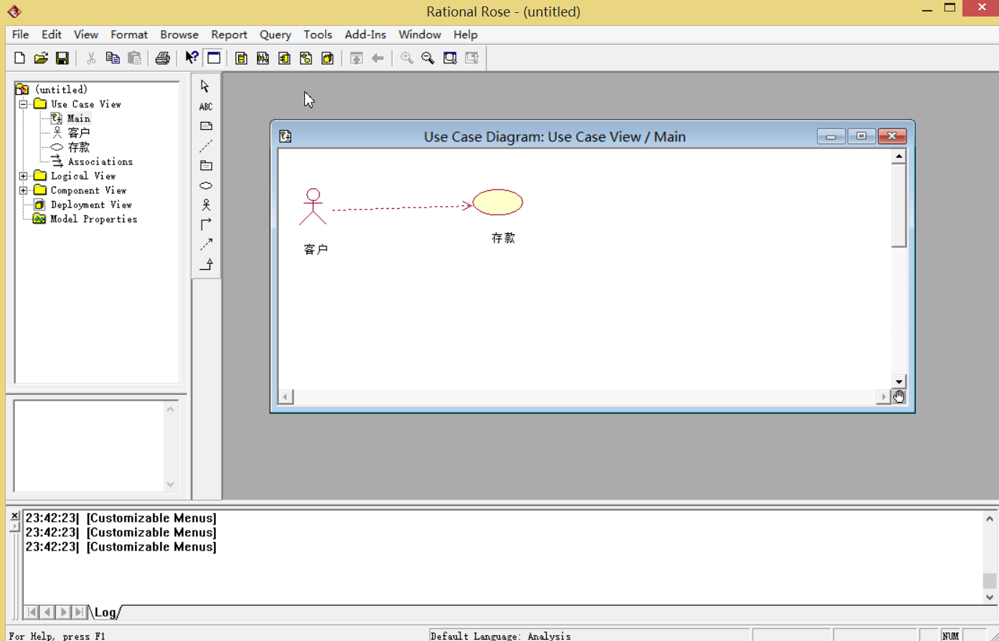 Rational Rose - (untitled)
File Edit View Format Browse Report Query Tools Add-Ins Window Help
(untitled)
Use Case View
Main
客户
存款
Associations
Logical View
Component View
Deployment View
Model Properties
ABC
Use Case Diagram: Use Case View / Main
存款
客户
23:42:23| [Customizable Menus]
23:42:23| [Customizable Menus]
23:42:23| [Customizable Menus]
Log
For Help, press F1
Default Language: Analysis
NUM